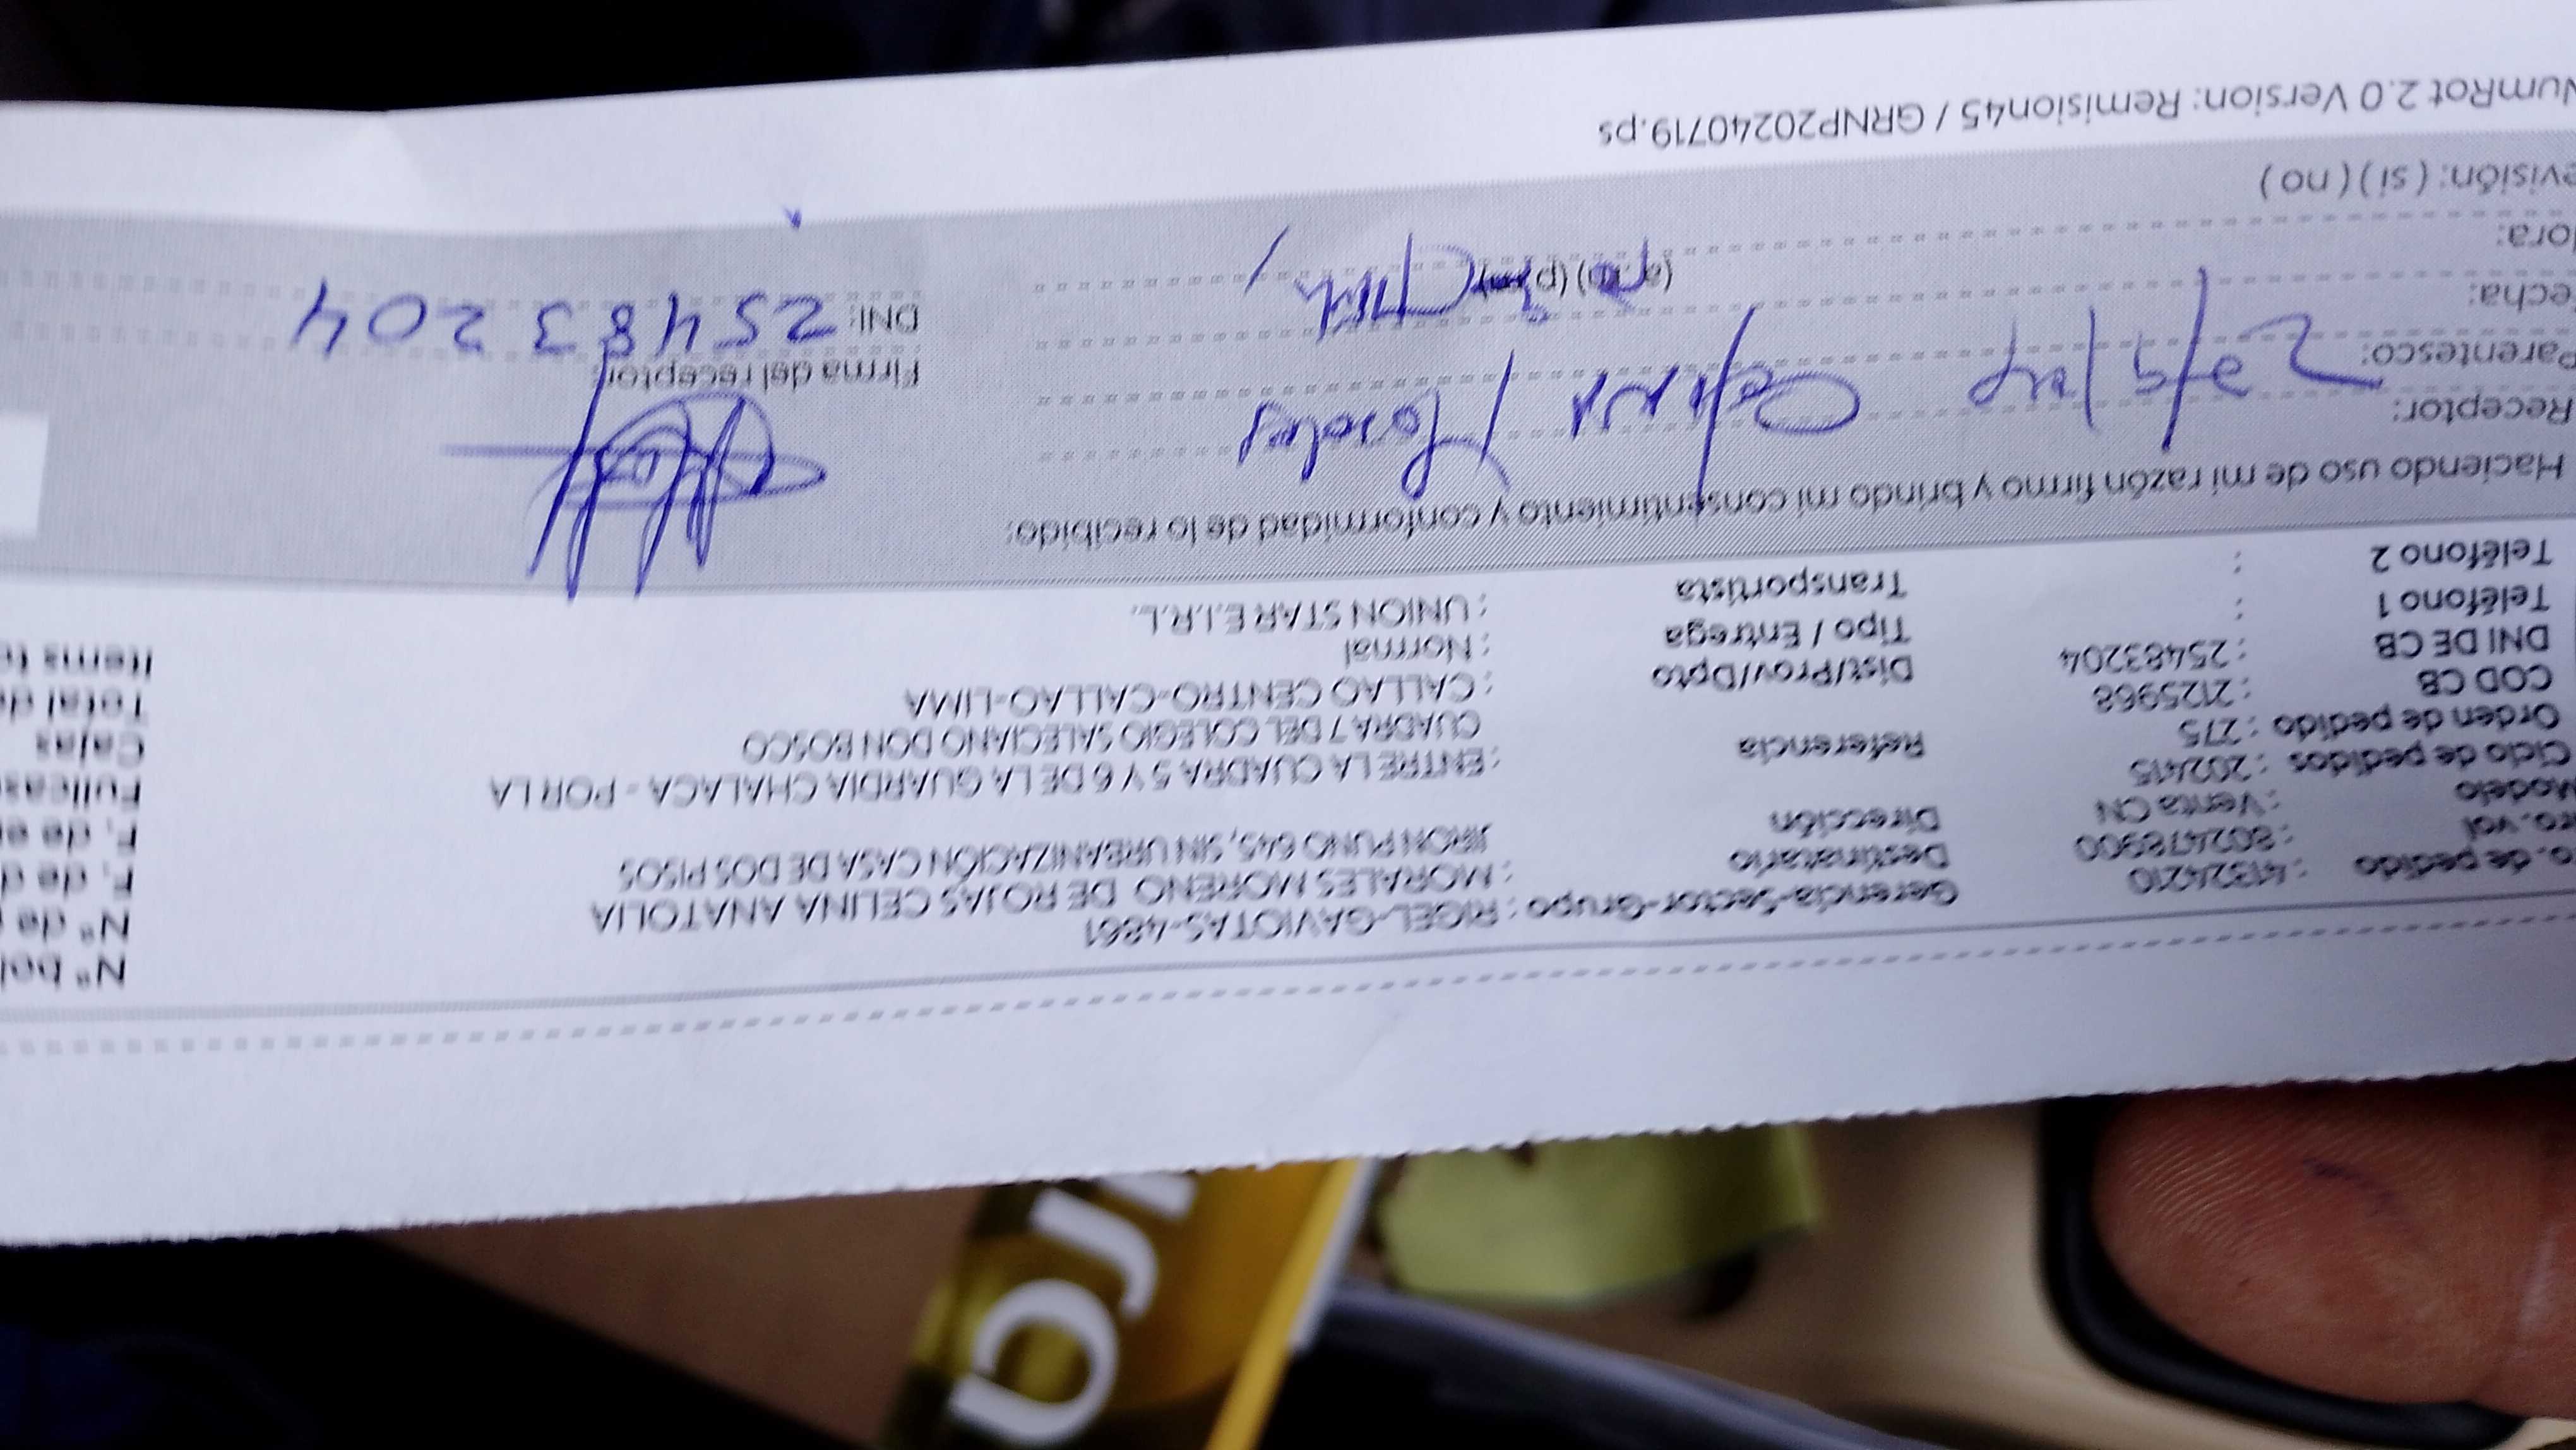 Nº bol
Nº de
F. de d
F. de e
Fullcas
Cajas
Total de
Items to
o. de pedido : 41324210
ro. vol : 802478900
Modelo : Venta CN
Ciclo de pedidos : 202415
Orden de pedido : 275
COD CB : 2125968
DNI DE CB : 25483204
Teléfono 1 :
Teléfono 2 :
Gerencia-Sector-Grupo : RIGEL-GAVIOTAS-4861
Destinatario : MORALES MORENO DE ROJAS CELINA ANATOLIA
Dirección JIRON PUNO 645, SIN URBANIZACIÓN CASA DE DOS PISOS
Referencia : ENTRE LA CUADRA 5 Y 6 DE LA GUARDIA CHALACA - POR LA
CUADRA 7 DEL COLEGIO SALECIANO DON BOSCO
Dist/Prov/Dpto : CALLAO CENTRO-CALLAO-LIMA
Tipo / Entrega : Normal
Transportista : UNION STAR E.I.R.L.
Haciendo uso de mi razón firmo y brindo mi consentimiento y conformidad de lo recibido:
Receptor:
Parentesco:
echa:
lora: (a.m) (p.m)
evisión: ( si ) ( no )
Firma del receptor:
DNI: 25483204
NumRot 2.0 Version: Remision45 / GRNP20240719.ps